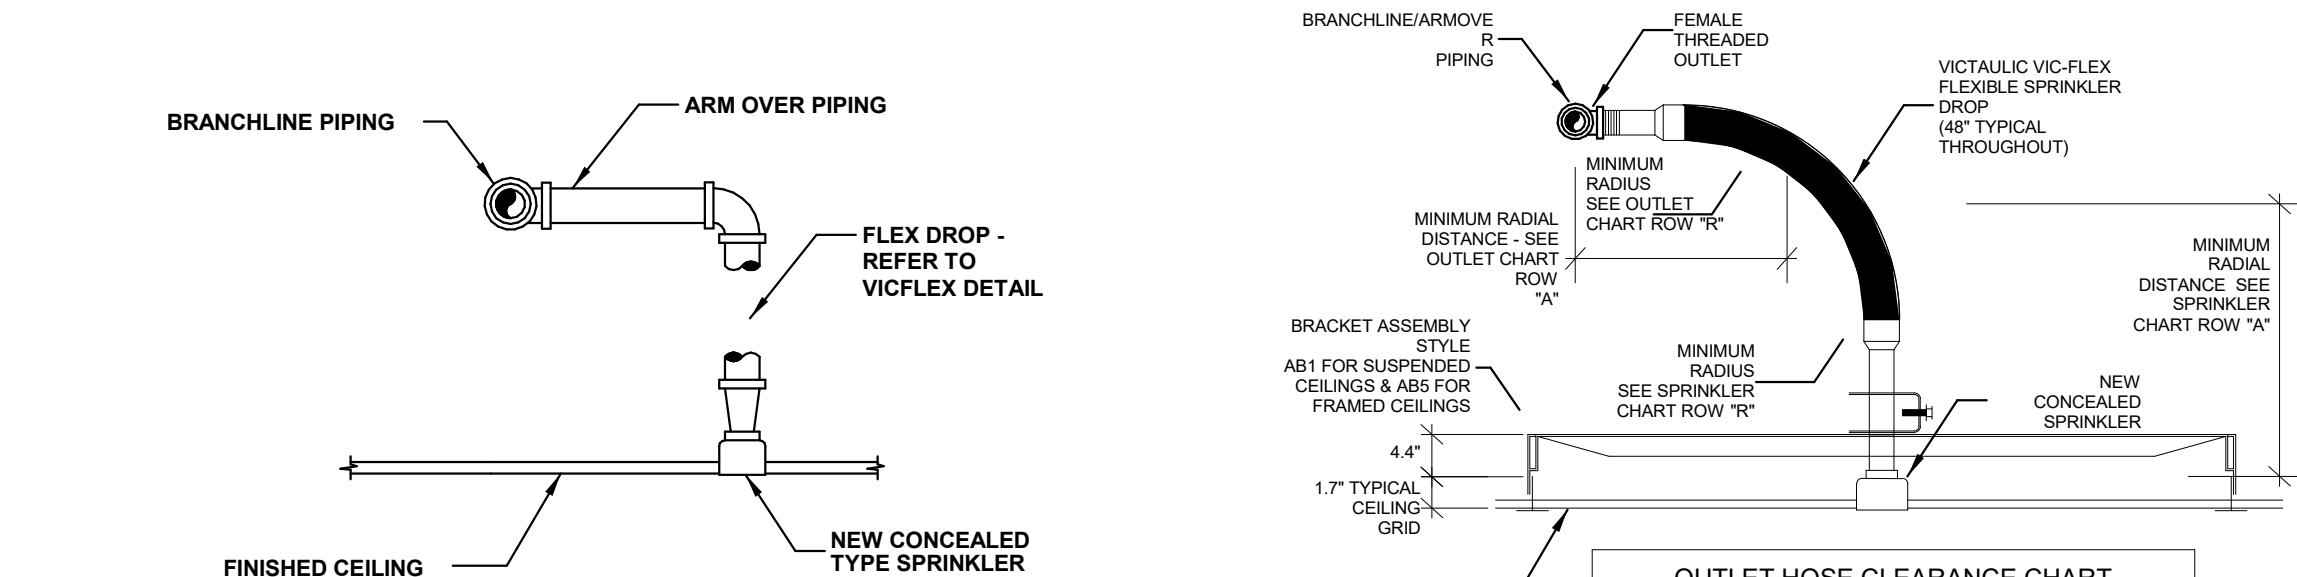 BRANCHLINE PIPING
ARM OVER PIPING
FLEX DROP -
REFER TO
VICFLEX DETAIL
NEW CONCEALED
TYPE SPRINKLER
FINISHED CEILING
BRANCHLINE/ARMOVE
R
PIPING
FEMALE
THREADED
OUTLET
VICTAULIC VIC-FLEX
FLEXIBLE SPRINKLER
DROP
(48" TYPICAL
THROUGHOUT)
MINIMUM
RADIUS
SEE OUTLET
CHART ROW "R"
MINIMUM RADIAL
DISTANCE - SEE
OUTLET CHART
ROW
"A"
MINIMUM
RADIAL
DISTANCE SEE
SPRINKLER
CHART ROW "A"
BRACKET ASSEMBLY
STYLE
AB1 FOR SUSPENDED
CEILINGS & AB5 FOR
FRAMED CEILINGS
MINIMUM
RADIUS
SEE SPRINKLER
CHART ROW "R"
NEW
CONCEALED
SPRINKLER
4.4"
1.7" TYPICAL
CEILING
GRID
OUTLET HOSE CLEARANCE CHART